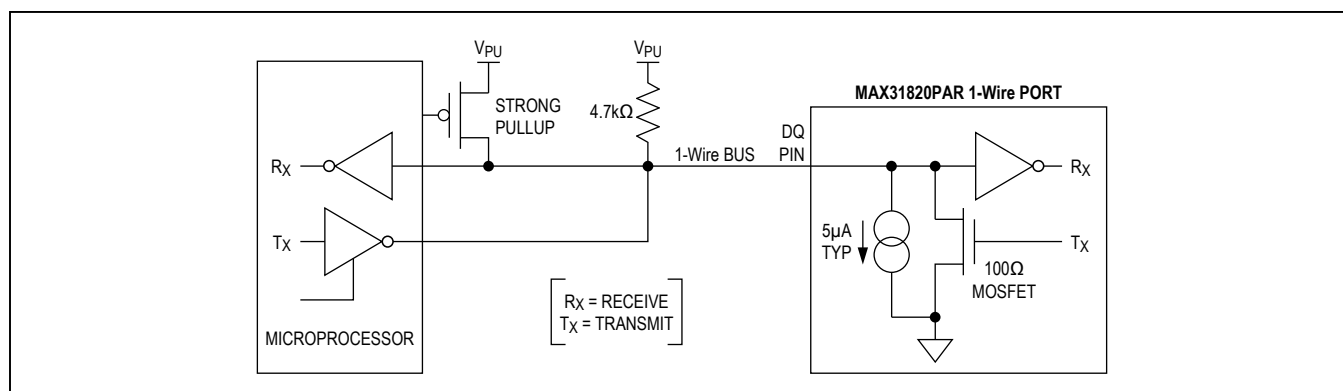 VPU
VPU
STRONG
PULLUP
4.7kΩ
MAX31820PAR 1-Wire PORT
DQ
PIN
1-Wire BUS
RX
RX
TX
5µA
TYP
TX
100Ω
MOSFET
RX = RECEIVE
TX = TRANSMIT
MICROPROCESSOR